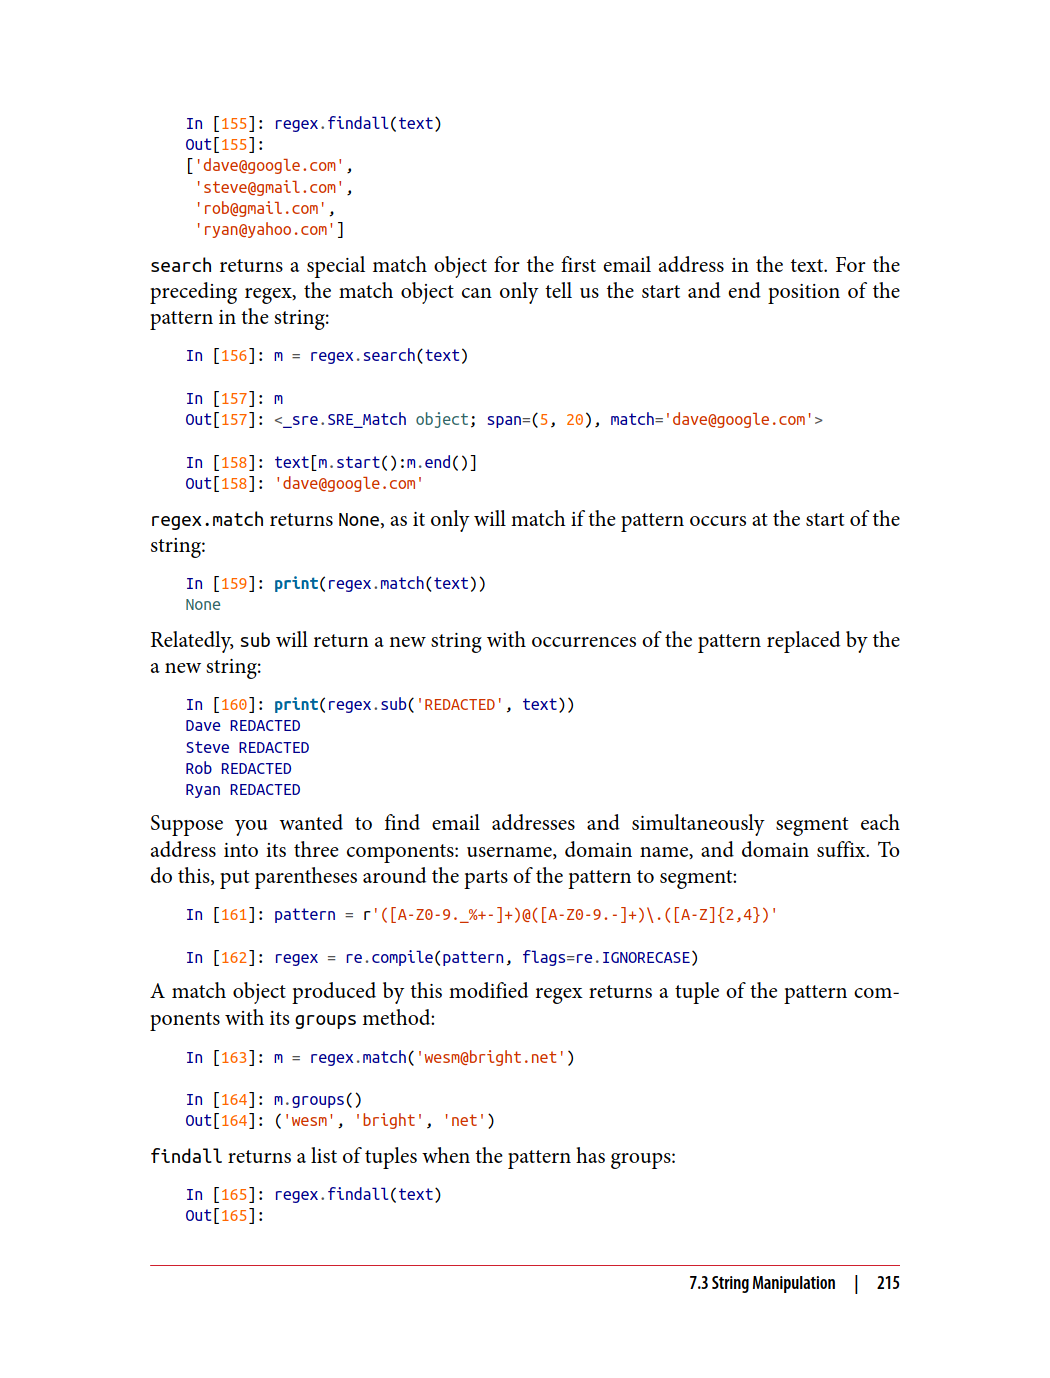 In [155]: regex.findall(text)
Out[155]:
['dave@google.com',
 'steve@gmail.com',
 'rob@gmail.com',
 'ryan@yahoo.com']
search returns a special match object for the first email address in the text. For the
preceding regex, the match object can only tell us the start and end position of the
pattern in the string:
In [156]: m = regex.search(text)
In [157]: m
Out[157]: <_sre.SRE_Match object; span=(5, 20), match='dave@google.com'>
In [158]: text[m.start():m.end()]
Out[158]: 'dave@google.com'
regex.match returns None, as it only will match if the pattern occurs at the start of the
string:
In [159]: print(regex.match(text))
None
Relatedly, sub will return a new string with occurrences of the pattern replaced by the
a new string:
In [160]: print(regex.sub('REDACTED', text))
Dave REDACTED
Steve REDACTED
Rob REDACTED
Ryan REDACTED
Suppose you wanted to find email addresses and simultaneously segment each
address into its three components: username, domain name, and domain suffix. To
do this, put parentheses around the parts of the pattern to segment:
In [161]: pattern = r'([A-Z0-9._%+-]+)@([A-Z0-9.-]+)\.([A-Z]{2,4})'
In [162]: regex = re.compile(pattern, flags=re.IGNORECASE)
A match object produced by this modified regex returns a tuple of the pattern com-
ponents with its groups method:
In [163]: m = regex.match('wesm@bright.net')
In [164]: m.groups()
Out[164]: ('wesm', 'bright', 'net')
findall returns a list of tuples when the pattern has groups:
In [165]: regex.findall(text)
Out[165]:
7.3 String Manipulation | 215